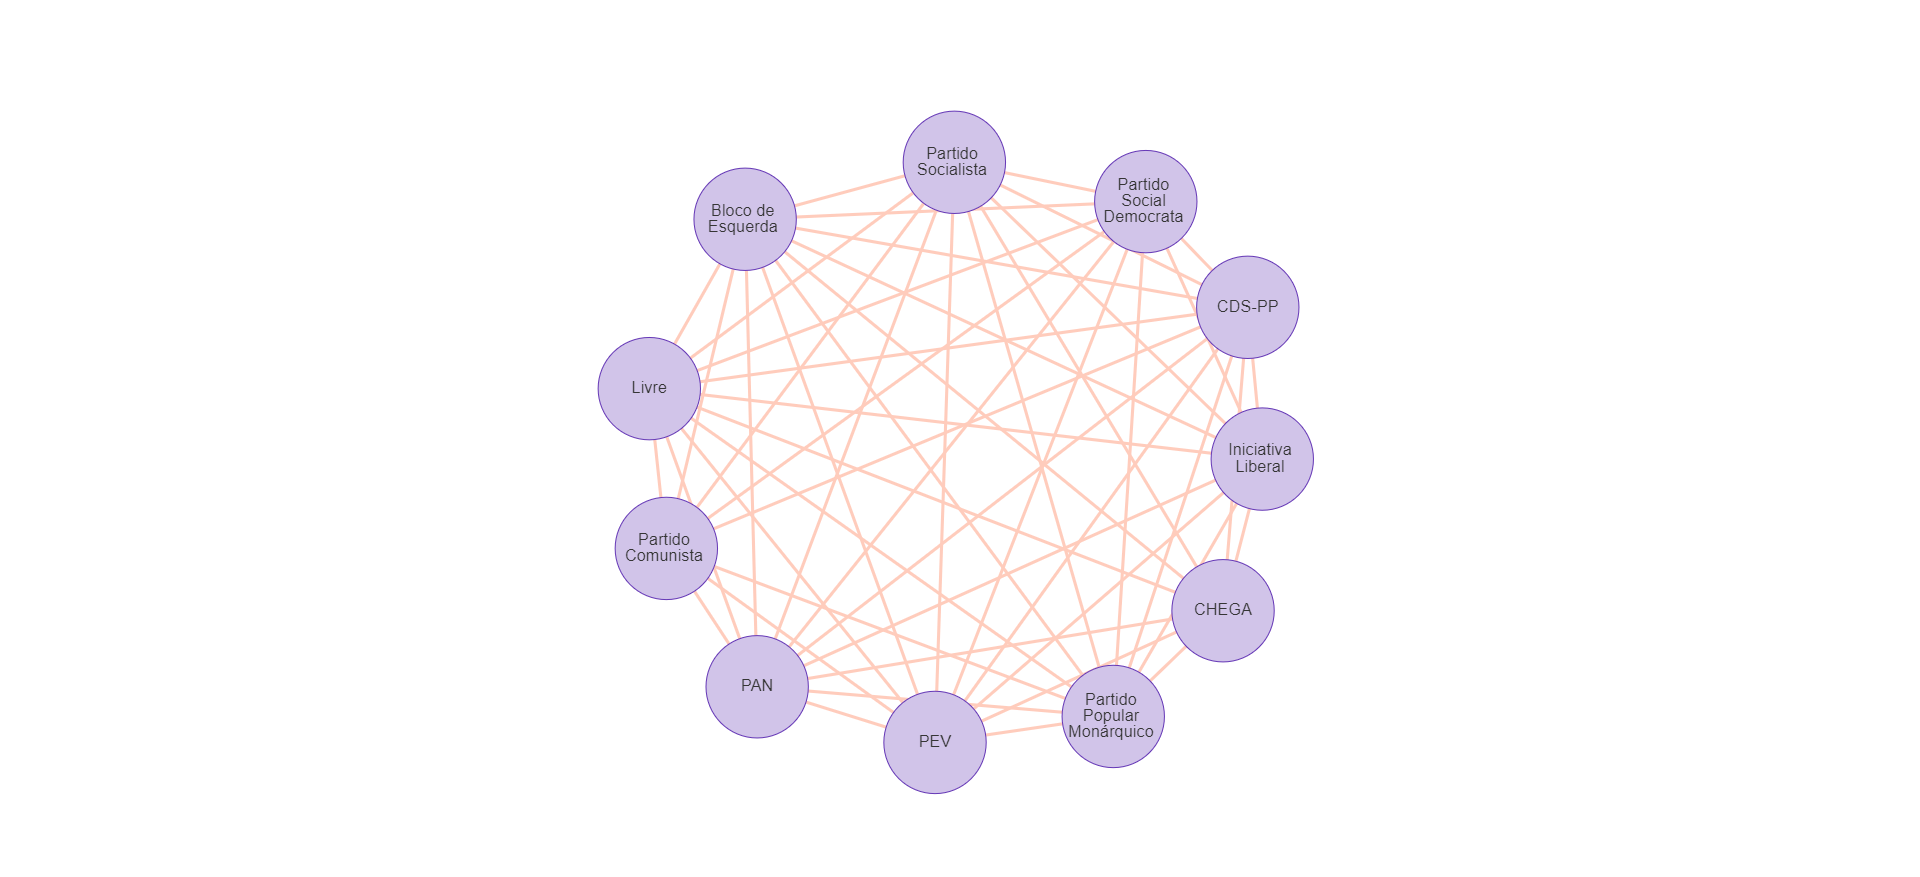 Partido
Socialista
Partido
Social
Democrata
Bloco de
Esquerda
CDS-PP
Livre
Iniciativa
Liberal
Partido
Comunista
CHEGA
PAN
Partido
Popular
Monárquico
PEV